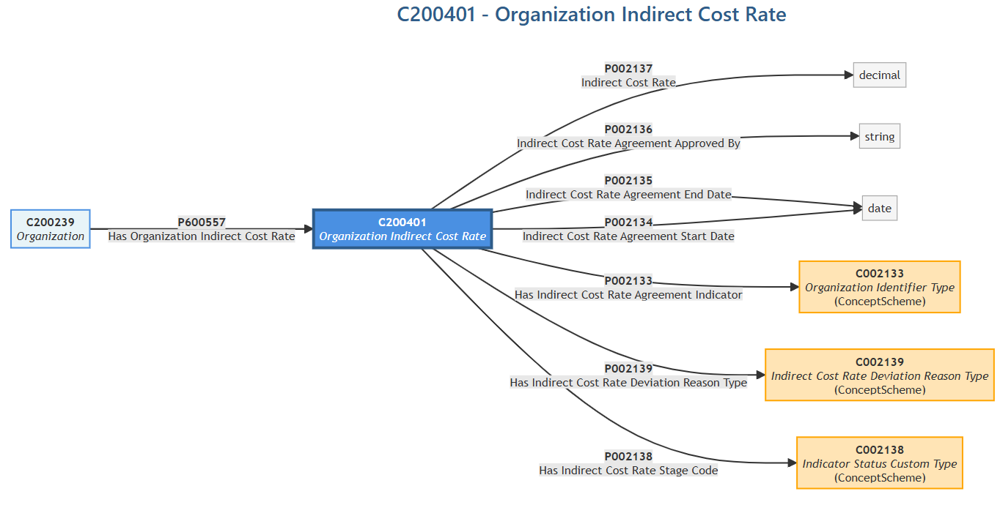 C200401 - Organization Indirect Cost Rate
P002137
Indirect Cost Rate
decimal
P002136
Indirect Cost Rate Agreement Approved By
string
P002135
Indirect Cost Rate Agreement End Date
date
C200239
Organization
P600557
Has Organization Indirect Cost Rate
C200401
Organization Indirect Cost Rate
P002134
Indirect Cost Rate Agreement Start Date
P002133
Has Indirect Cost Rate Agreement Indicator
C002133
Organization Identifier Type
(ConceptScheme)
P002139
Has Indirect Cost Rate Deviation Reason Type
C002139
Indirect Cost Rate Deviation Reason Type
(ConceptScheme)
P002138
Has Indirect Cost Rate Stage Code
C002138
Indicator Status Custom Type
(ConceptScheme)